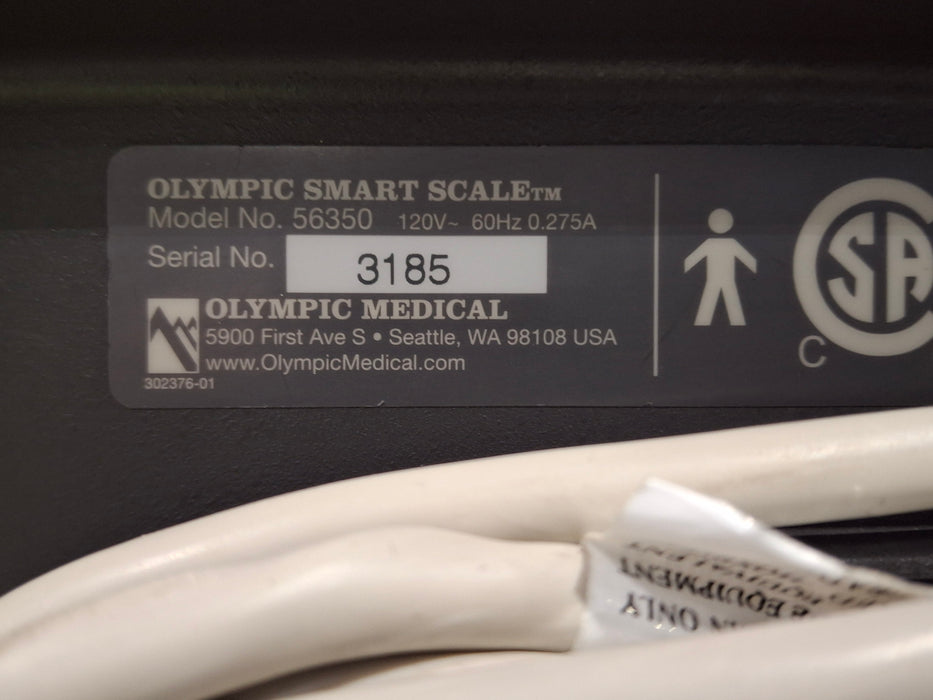 OLYMPIC SMART SCALE™
Model No. 56350 120V~ 60Hz 0.275A
Serial No. 3185
OLYMPIC MEDICAL
5900 First Ave S • Seattle, WA 98108 USA
www.OlympicMedical.com
302376-01
C SA
N ONLY
& EQUIPMENT